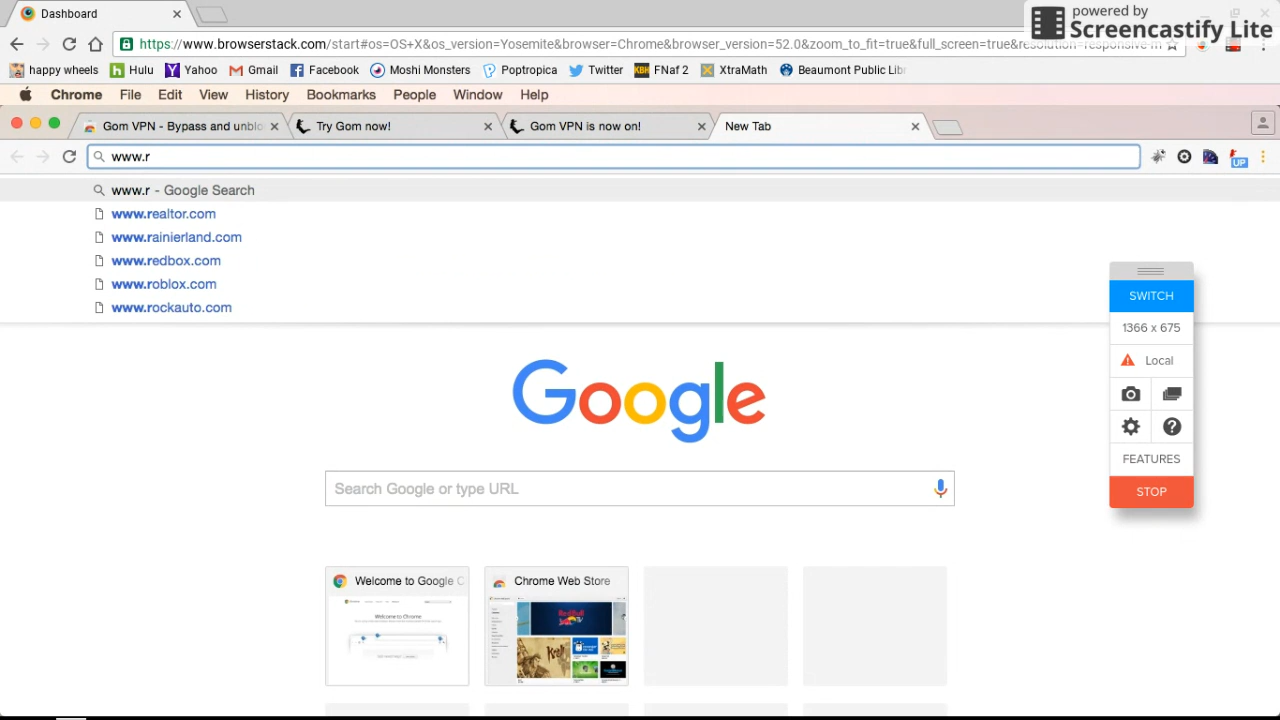 Dashboard
powered by
Screencastify Lite
https://www.browserstack.com/start#os=OS+X&os_version=Yosemite&browser=Chrome&browser_version=52.0&zoom_to_fit=true&full_screen=true&resolution=responsive-m
happy wheels Hulu Yahoo Gmail Facebook Moshi Monsters Poptropica Twitter FNaf 2 XtraMath Beaumont Public Libr
Chrome File Edit View History Bookmarks People Window Help
Gom VPN - Bypass and unblo Try Gom now! Gom VPN is now on! New Tab
www.r
UP
www.r - Google Search
www.realtor.com
www.rainierland.com
www.redbox.com
www.roblox.com
www.rockauto.com
SWITCH
1366 x 675
Local
FEATURES
STOP
Google
Search Google or type URL
Welcome to Google C Chrome Web Store
Welcome to Chrome